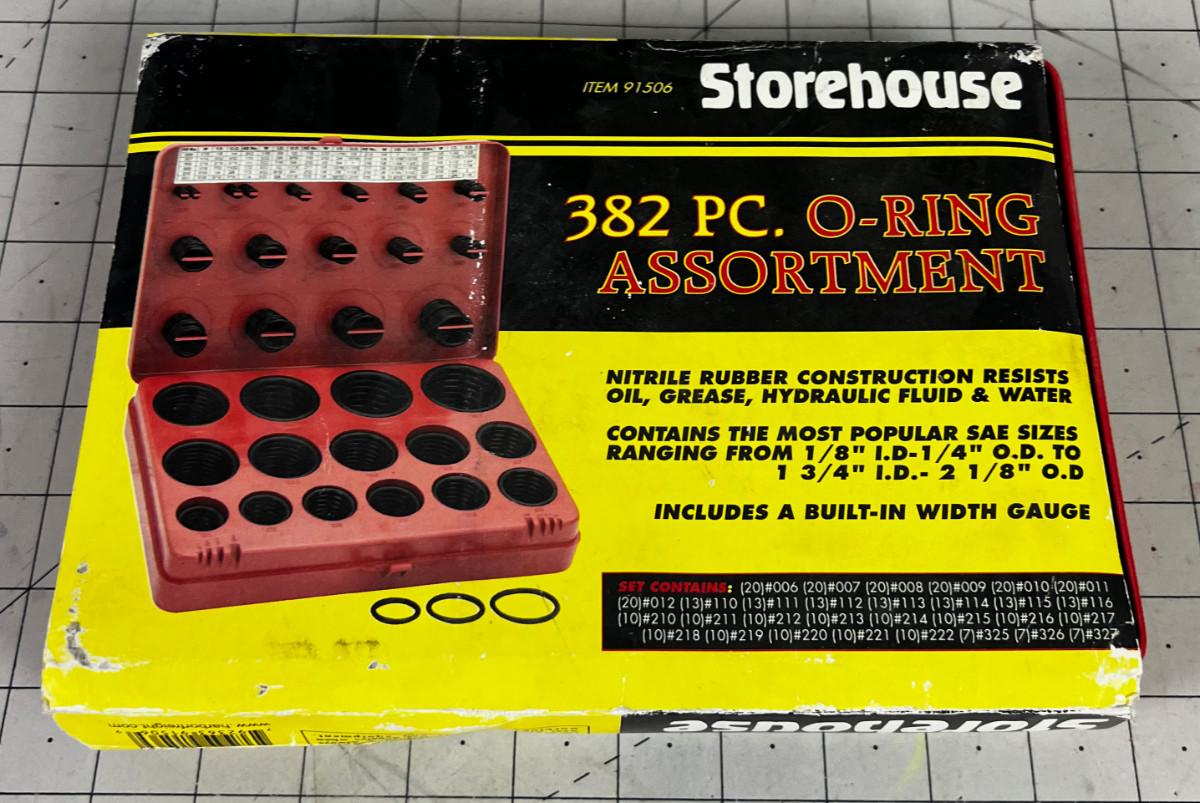 ITEM 91506
Storehouse
382 PC. O-RING
ASSORTMENT
NITRILE RUBBER CONSTRUCTION RESISTS
OIL, GREASE, HYDRAULIC FLUID & WATER
CONTAINS THE MOST POPULAR SAE SIZES
RANGING FROM 1/8" I.D-1/4" O.D. TO
1 3/4" I.D.- 2 1/8" O.D
INCLUDES A BUILT-IN WIDTH GAUGE
SET CONTAINS: (20)#006 (20)#007 (20)#008 (20)#009 (20)#010 (20)#011
(20)#012 (13)#110 (13)#111 (13)#112 (13)#113 (13)#114 (13)#115 (13)#116
(10)#210 (10)#211 (10)#212 (10)#213 (10)#214 (10)#215 (10)#216 (10)#217
(10)#218 (10)#219 (10)#220 (10)#221 (10)#222 (7)#325 (7)#326 (7)#327
Storehouse
www.harborfreight.com